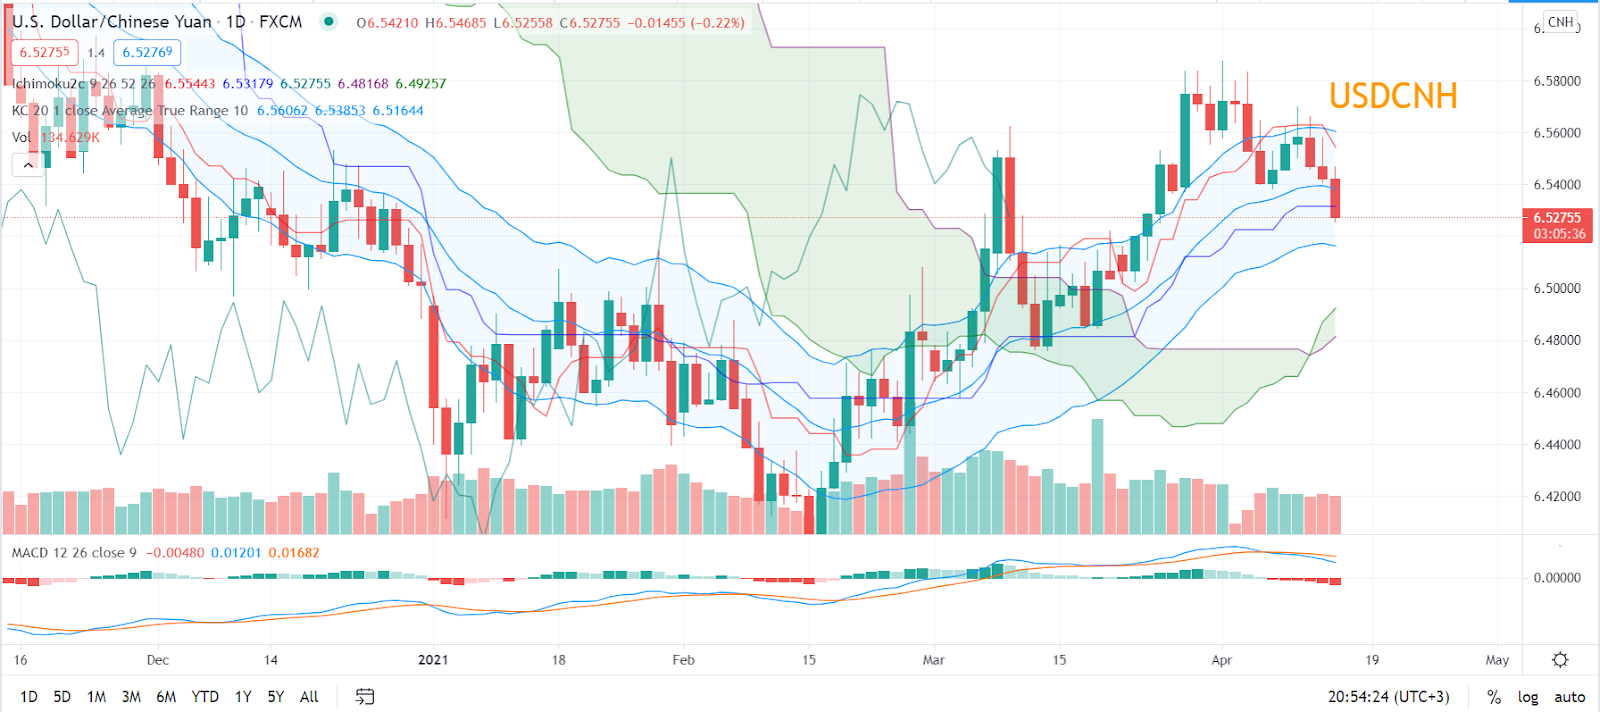 U.S. Dollar/Chinese Yuan · 1D · FXCM O6.54210 H6.54685 L6.52558 C6.52755 −0.01455 (−0.22%)
6.52755 1.4 6.52769
Ichimoku2c 9 26 52 26 6.55443 6.53179 6.52755 6.48168 6.49257
KC 20 1 close Average True Range 10 6.56062 6.53853 6.51644
Vol 134.629K
USDCNH
CNH
6.58000
6.56000
6.54000
6.52755
03:05:36
6.50000
6.48000
6.46000
6.44000
6.42000
MACD 12 26 close 9 −0.00480 0.01201 0.01682
0.00000
16 Dec 14 2021 18 Feb 15 Mar 15 Apr 19 May
1D 5D 1M 3M 6M YTD 1Y 5Y All 20:54:24 (UTC+3) % log auto